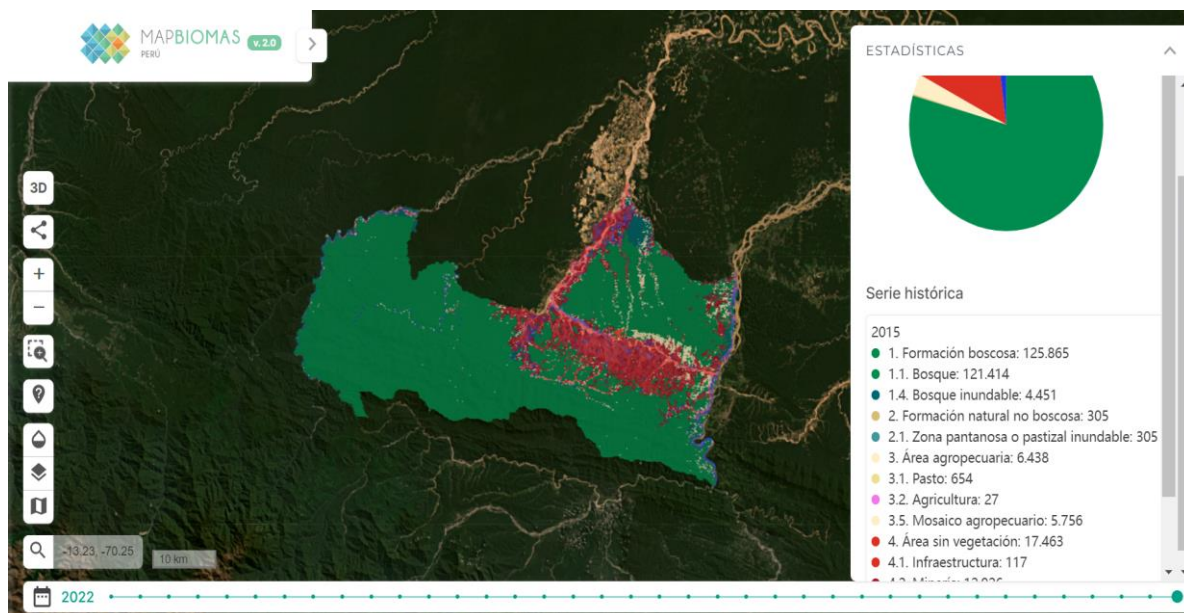 MAPBIOMAS v. 2.0
PERÚ
ESTADÍSTICAS
3D
+
−
Serie histórica
2015
1. Formación boscosa: 125.865
1.1. Bosque: 121.414
1.4. Bosque inundable: 4.451
2. Formación natural no boscosa: 305
2.1. Zona pantanosa o pastizal inundable: 305
3. Área agropecuaria: 6.438
3.1. Pasto: 654
3.2. Agricultura: 27
3.5. Mosaico agropecuario: 5.756
4. Área sin vegetación: 17.463
4.1. Infraestructura: 117
-13.23, -70.25
10 km
2022